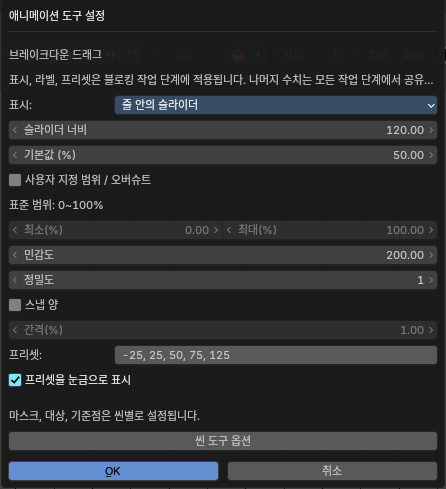 애니메이션 도구 설정
브레이크다운 드래그
표시, 라벨, 프리셋은 블로킹 작업 단계에 적용됩니다. 나머지 수치는 모든 작업 단계에서 공유...
표시: 줄 안의 슬라이더
슬라이더 너비 120.00
기본값 (%) 50.00
사용자 지정 범위 / 오버슈트
표준 범위: 0~100%
최소(%) 0.00 최대(%) 100.00
민감도 200.00
정밀도 1
스냅 양
간격(%) 1.00
프리셋: -25, 25, 50, 75, 125
프리셋을 눈금으로 표시
마스크, 대상, 기준점은 씬별로 설정됩니다.
씬 도구 옵션
OK 취소